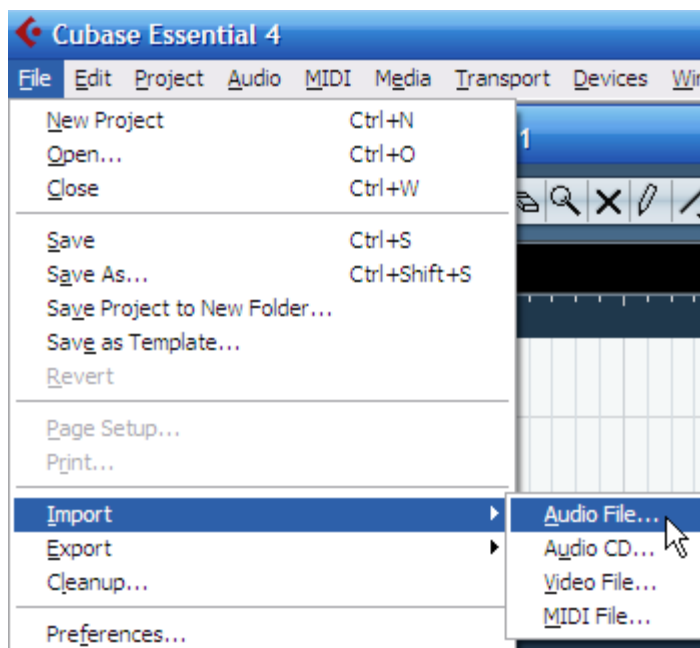 Cubase Essential 4
File Edit Project Audio MIDI Media Transport Devices
1
New Project Ctrl+N
Open... Ctrl+O
Close Ctrl+W
Save Ctrl+S
Save As... Ctrl+Shift+S
Save Project to New Folder...
Save as Template...
Revert
Page Setup...
Print...
Import Audio File...
Export Audio CD...
Cleanup... Video File...
MIDI File...
Preferences...